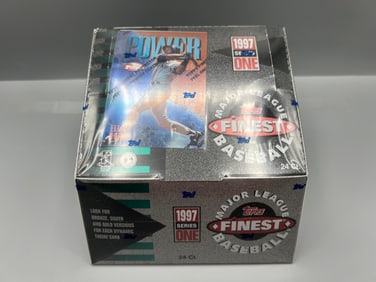 POWER
1997
SERIES
ONE
MAJOR LEAGUE
FINEST
BASEBALL
24 Ct.
LOOK FOR
BRONZE, SILVER
AND GOLD VERSIONS
FOR EACH DYNAMIC
THEME CARD
1997
SERIES
ONE
24 Ct.
MAJOR LEAGUE
Topps
FINEST
BASEBALL